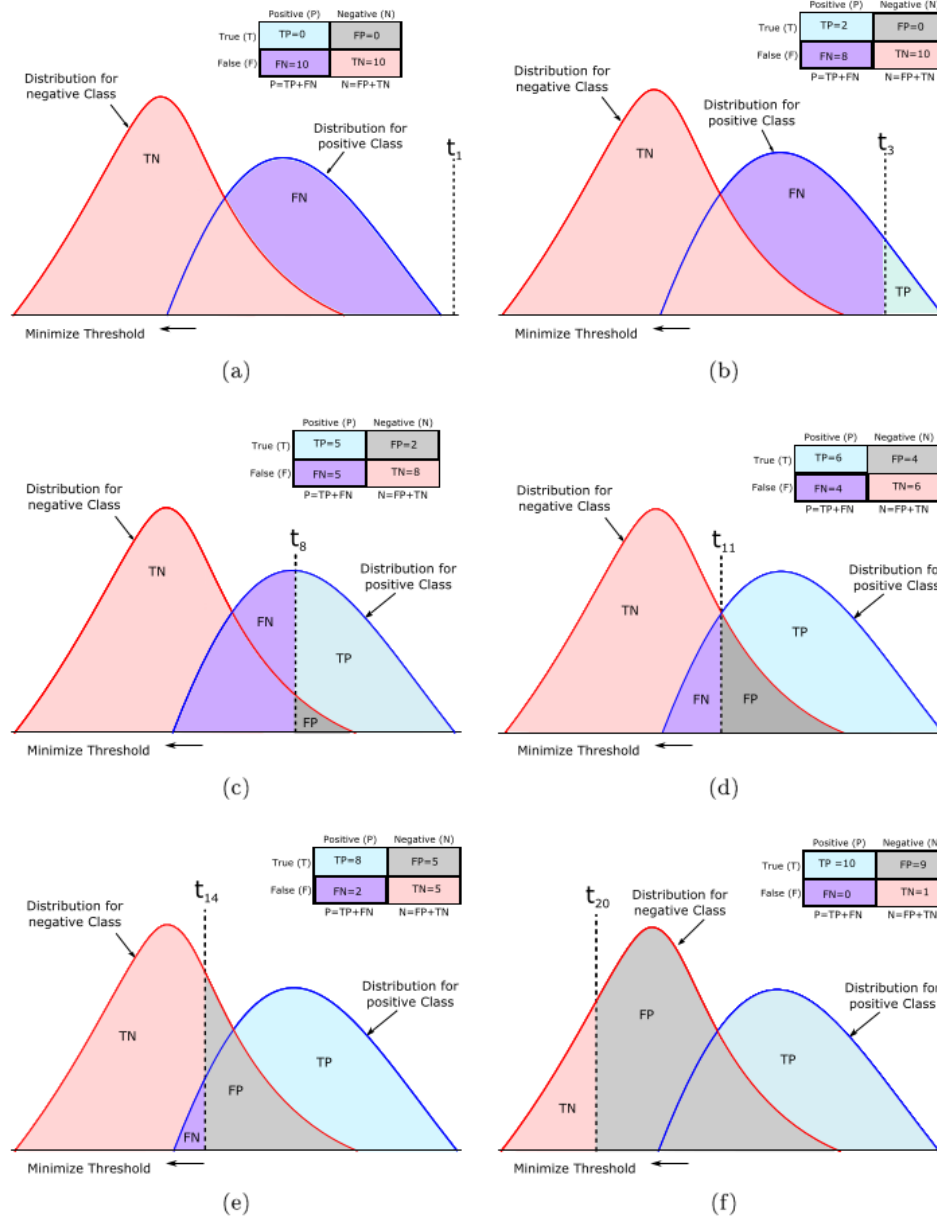 Positive (P) Negative (N)
True (T) TP=0 FP=0
False (F) FN=10 TN=10
P=TP+FN N=FP+TN
Distribution for
negative Class
Distribution for
positive Class
t1
TN
FN
Minimize Threshold
(a)
Positive (P) Negative (N)
True (T) TP=2 FP=0
False (F) FN=8 TN=10
P=TP+FN N=FP+TN
Distribution for
negative Class
Distribution for
positive Class
t3
TN
FN
TP
Minimize Threshold
(b)
Positive (P) Negative (N)
True (T) TP=5 FP=2
False (F) FN=5 TN=8
P=TP+FN N=FP+TN
Distribution for
negative Class
t8
Distribution for
positive Class
TN
FN
TP
FP
Minimize Threshold
(c)
Positive (P) Negative (N)
True (T) TP=6 FP=4
False (F) FN=4 TN=6
P=TP+FN N=FP+TN
Distribution for
negative Class
t11
Distribution for
positive Class
TN
TP
FN
FP
Minimize Threshold
(d)
Positive (P) Negative (N)
True (T) TP=8 FP=5
False (F) FN=2 TN=5
P=TP+FN N=FP+TN
t14
Distribution for
negative Class
Distribution for
positive Class
TN
FP
TP
FN
Minimize Threshold
(e)
Positive (P) Negative (N)
True (T) TP =10 FP=9
False (F) FN=0 TN=1
P=TP+FN N=FP+TN
t20
Distribution for
negative Class
Distribution for
positive Class
FP
TP
TN
Minimize Threshold
(f)